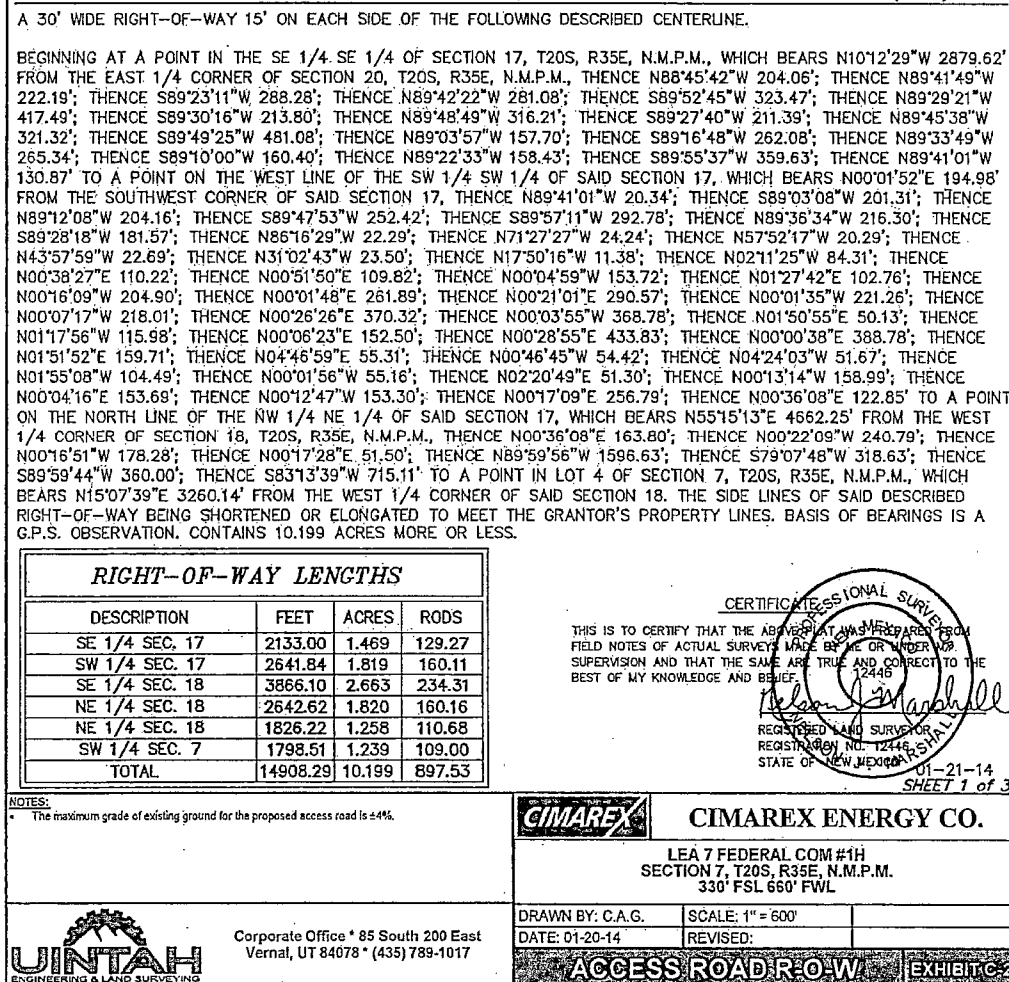 A 30' WIDE RIGHT-OF-WAY 15' ON EACH SIDE OF THE FOLLOWING DESCRIBED CENTERLINE.
BEGINNING AT A POINT IN THE SE 1/4 SE 1/4 OF SECTION 17, T20S, R35E, N.M.P.M., WHICH BEARS N10°12'29"W 2879.62'
FROM THE EAST 1/4 CORNER OF SECTION 20, T20S, R35E, N.M.P.M., THENCE N88°45'42"W 204.06'; THENCE N89°41'49"W
222.19'; THENCE S89°23'11"W 288.28'; THENCE N89°42'22"W 281.08'; THENCE S89°52'45"W 323.47'; THENCE N89°29'21"W
417.49'; THENCE S89°30'16"W 213.80'; THENCE N89°48'49"W 316.21'; THENCE S89°27'40"W 211.39'; THENCE N89°45'38"W
321.32'; THENCE S89°49'25"W 481.08'; THENCE N89°03'57"W 157.70'; THENCE S89°16'48"W 262.08'; THENCE N89°33'49"W
265.34'; THENCE S89°10'00"W 160.40'; THENCE N89°22'33"W 158.43'; THENCE S89°55'37"W 359.63'; THENCE N89°41'01"W
130.87' TO A POINT ON THE WEST LINE OF THE SW 1/4 SW 1/4 OF SAID SECTION 17, WHICH BEARS N00°01'52"E 194.98'
FROM THE SOUTHWEST CORNER OF SAID SECTION 17, THENCE N89°41'01"W 20.34'; THENCE S89°03'08"W 201.31'; THENCE
N89°12'08"W 204.16'; THENCE S89°47'53"W 252.42'; THENCE S89°57'11"W 292.78'; THENCE N89°36'34"W 216.30'; THENCE
S89°28'18"W 181.57'; THENCE N86°16'29"W 22.29'; THENCE N71°27'27"W 24.24'; THENCE N57°52'17"W 20.29'; THENCE
N43°57'59"W 22.69'; THENCE N31°02'43"W 23.50'; THENCE N17°50'16"W 11.38'; THENCE N02°11'25"W 84.31'; THENCE
N00°38'27"E 110.22'; THENCE N00°51'50"E 109.82'; THENCE N00°04'59"W 153.72'; THENCE N01°27'42"E 102.76'; THENCE
N00°16'09"W 204.90'; THENCE N00°01'48"E 261.89'; THENCE N00°21'01"E 290.57'; THENCE N00°01'35"W 221.26'; THENCE
N00°07'17"W 218.01'; THENCE N00°26'26"E 370.32'; THENCE N00°03'55"W 368.78'; THENCE N01°50'55"E 50.13'; THENCE
N01°17'56"W 115.98'; THENCE N00°06'23"E 152.50'; THENCE N00°28'55"E 433.83'; THENCE N00°00'38"E 388.78'; THENCE
N01°51'52"E 159.71'; THENCE N04°46'59"E 55.31'; THENCE N00°46'45"W 54.42'; THENCE N04°24'03"W 51.67'; THENCE
N01°55'08"W 104.49'; THENCE N00°01'56"W 55.16'; THENCE N02°20'49"E 51.30'; THENCE N00°13'14"W 158.99'; THENCE
N00°04'16"E 153.69'; THENCE N00°12'47"W 153.30'; THENCE N00°17'09"E 256.79'; THENCE N00°36'08"E 122.85' TO A POINT
ON THE NORTH LINE OF THE NW 1/4 NE 1/4 OF SAID SECTION 17, WHICH BEARS N55°15'13"E 4662.25' FROM THE WEST
1/4 CORNER OF SECTION 18, T20S, R35E, N.M.P.M., THENCE N00°36'08"E 163.80'; THENCE N00°22'09"W 240.79'; THENCE
N00°16'51"W 178.28'; THENCE N00°17'28"E 51.50'; THENCE N89°59'56"W 1596.63'; THENCE S79°07'48"W 318.63'; THENCE
S89°59'44"W 360.00'; THENCE S83°13'39"W 715.11' TO A POINT IN LOT 4 OF SECTION 7, T20S, R35E, N.M.P.M., WHICH
BEARS N15°07'39"E 3260.14' FROM THE WEST 1/4 CORNER OF SAID SECTION 18. THE SIDE LINES OF SAID DESCRIBED
RIGHT-OF-WAY BEING SHORTENED OR ELONGATED TO MEET THE GRANTOR'S PROPERTY LINES. BASIS OF BEARINGS IS A
G.P.S. OBSERVATION. CONTAINS 10.199 ACRES MORE OR LESS.
RIGHT-OF-WAY LENGTHS
DESCRIPTION FEET ACRES RODS
SE 1/4 SEC. 17 2133.00 1.469 129.27
SW 1/4 SEC. 17 2641.84 1.819 160.11
SE 1/4 SEC. 18 3866.10 2.663 234.31
NE 1/4 SEC. 18 2642.62 1.820 160.16
NE 1/4 SEC. 18 1826.22 1.258 110.68
SW 1/4 SEC. 7 1798.51 1.239 109.00
TOTAL 14908.29 10.199 897.53
CERTIFICATE
THIS IS TO CERTIFY THAT THE ABOVE PLAT WAS PREPARED FROM
FIELD NOTES OF ACTUAL SURVEYS MADE BY ME OR UNDER MY
SUPERVISION AND THAT THE SAME ARE TRUE AND CORRECT TO THE
BEST OF MY KNOWLEDGE AND BELIEF.
PROFESSIONAL SURVEYOR
NEW MEXICO
12446
NELSON J. MARSHALL
Nelson J Marshall
REGISTERED LAND SURVEYOR
REGISTRATION NO. 12446
STATE OF NEW MEXICO
01-21-14
SHEET 1 of 3
NOTES:
• The maximum grade of existing ground for the proposed access road is ±4%.
CIMAREX
CIMAREX ENERGY CO.
LEA 7 FEDERAL COM #1H
SECTION 7, T20S, R35E, N.M.P.M.
330' FSL 660' FWL
DRAWN BY: C.A.G. SCALE: 1" = 600'
DATE: 01-20-14 REVISED:
ACCESS ROAD R-O-W EXHIBIT C-2
UINTAH
ENGINEERING & LAND SURVEYING
Corporate Office * 85 South 200 East
Vernal, UT 84078 * (435) 789-1017